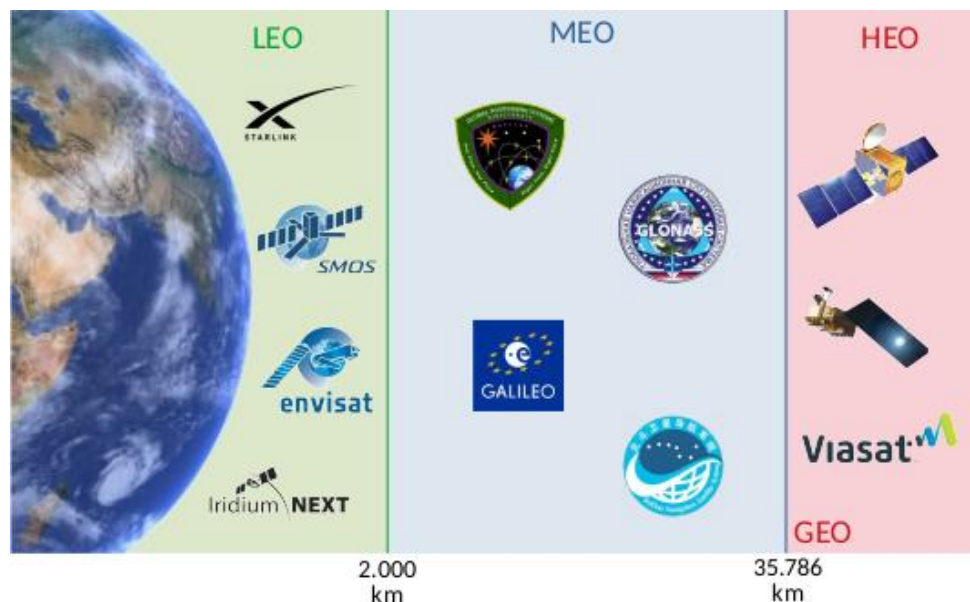 LEO
MEO
HEO
STARLINK
SMOS
GLONASS
envisat
GALILEO
Viasat
Iridium NEXT
GEO
2.000
km
35.786
km